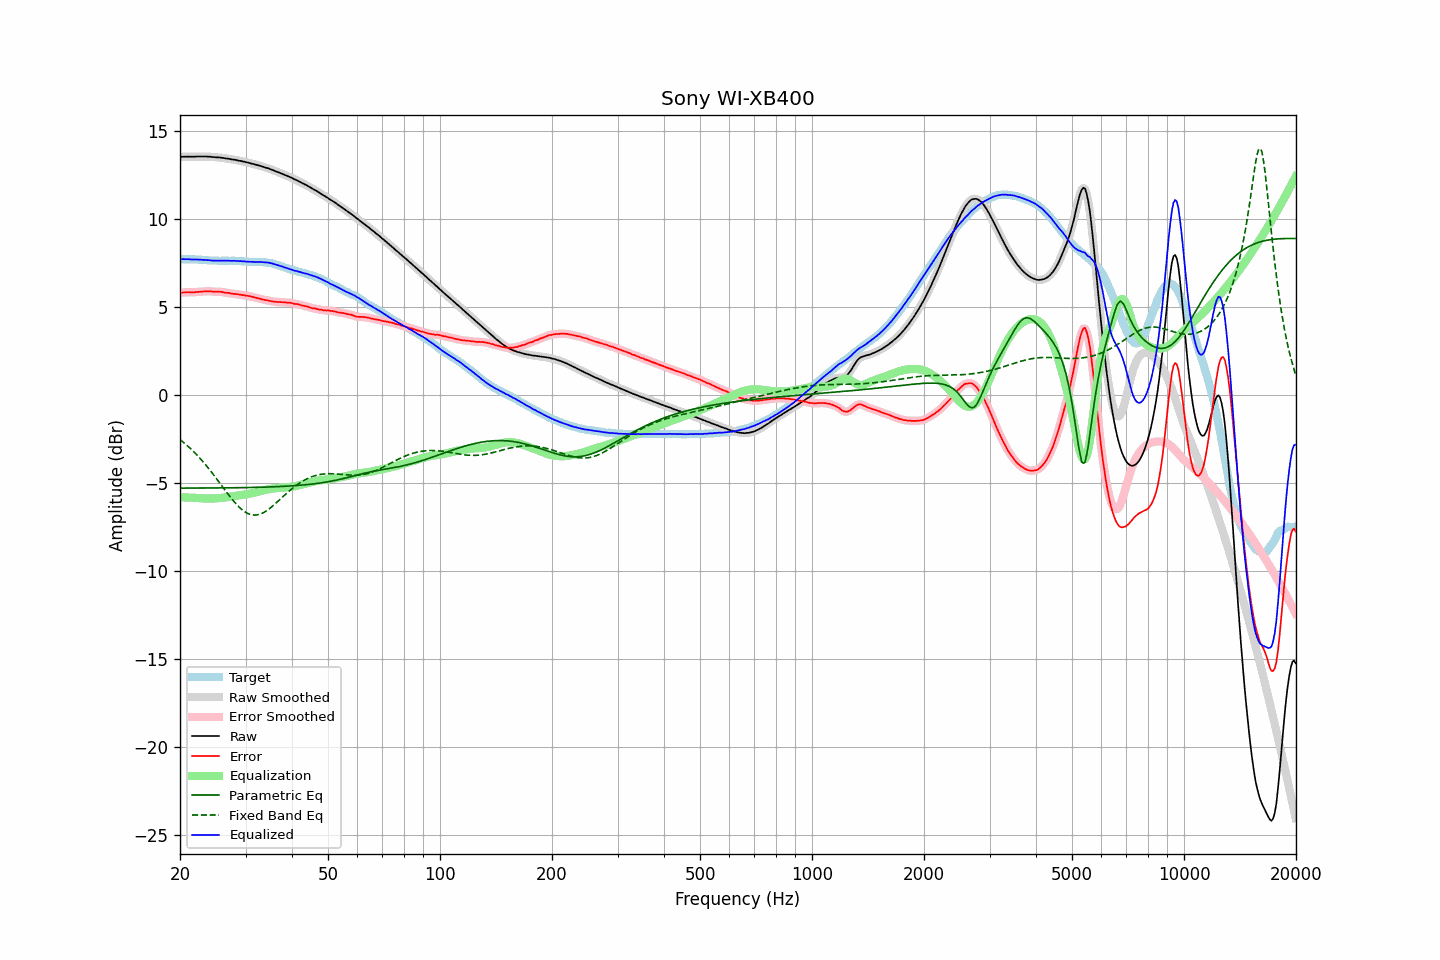 Sony WI-XB400
Amplitude (dBr)
15
10
5
0
−5
−10
−15
−20
−25
Target
Raw Smoothed
Error Smoothed
Raw
Error
Equalization
Parametric Eq
Fixed Band Eq
Equalized
20 50 100 200 500 1000 2000 5000 10000 20000
Frequency (Hz)